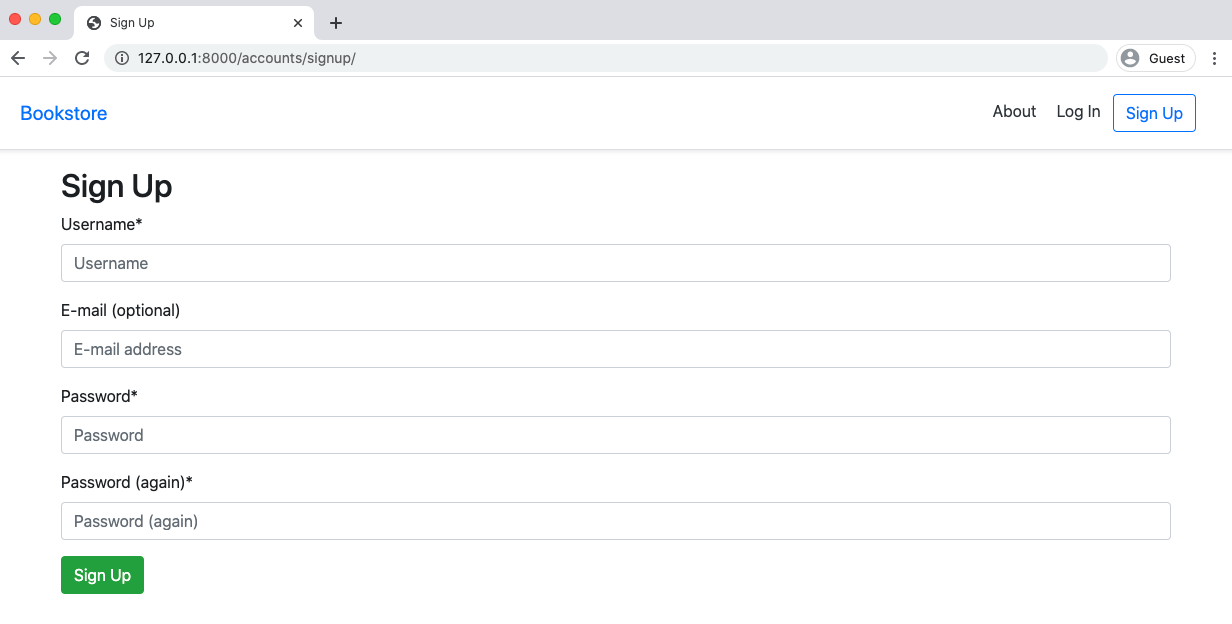 Sign Up
127.0.0.1:8000/accounts/signup/
Guest
Bookstore
About
Log In
Sign Up
Sign Up
Username*
Username
E-mail (optional)
E-mail address
Password*
Password
Password (again)*
Password (again)
Sign Up